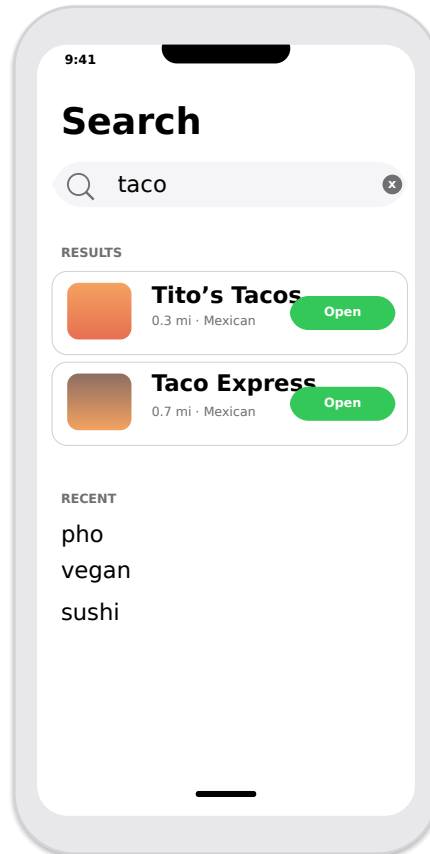 9:41
Search
taco
x
RESULTS
Tito’s Tacos
0.3 mi · Mexican
Open
Taco Express
0.7 mi · Mexican
Open
RECENT
pho
vegan
sushi